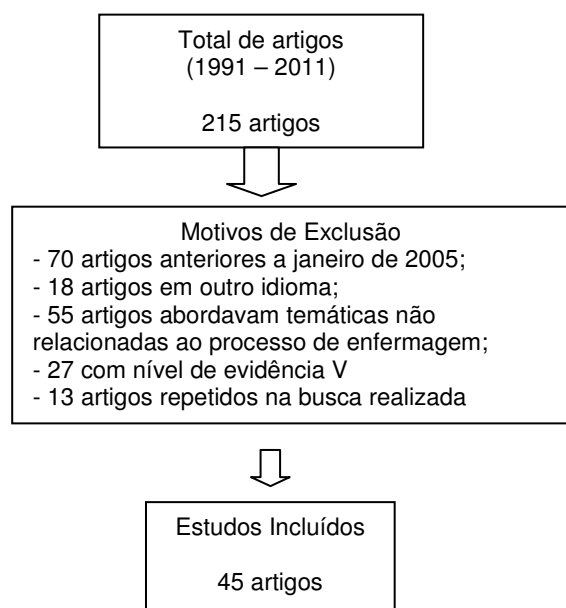 Total de artigos
(1991 – 2011)
215 artigos
Motivos de Exclusão
- 70 artigos anteriores a janeiro de 2005;
- 18 artigos em outro idioma;
- 55 artigos abordavam temáticas não
relacionadas ao processo de enfermagem;
- 27 com nível de evidência V
- 13 artigos repetidos na busca realizada
Estudos Incluídos
45 artigos